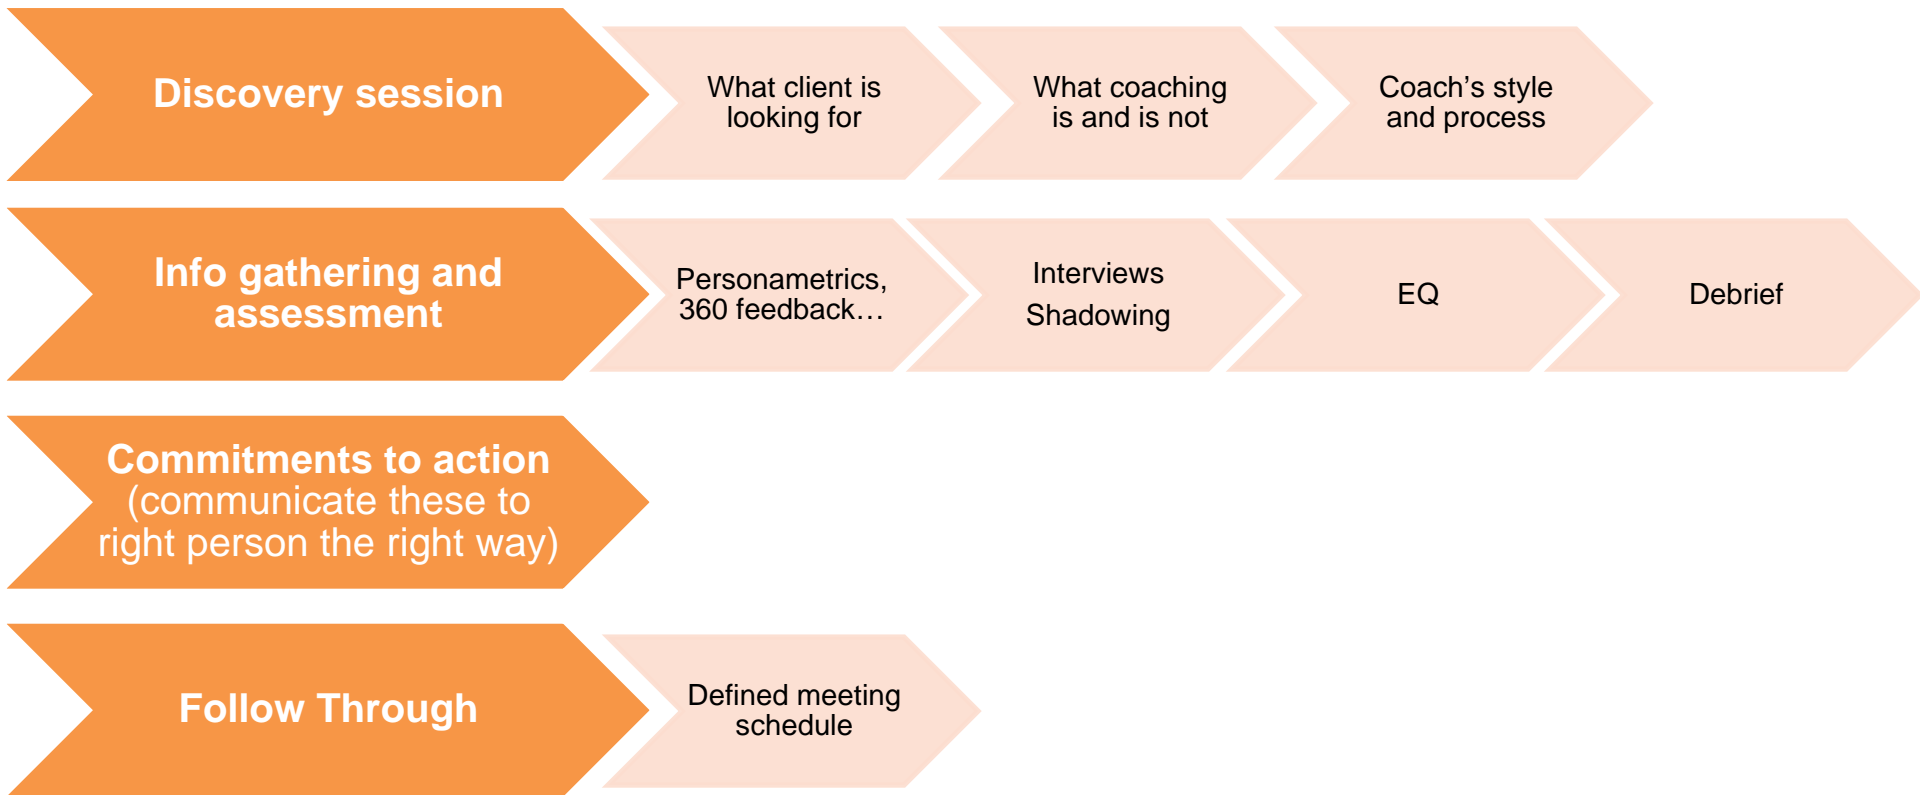 Discovery session
What client is
looking for
What coaching
is and is not
Coach’s style
and process
Info gathering and
assessment
Personametrics,
360 feedback…
Interviews
Shadowing
EQ
Debrief
Commitments to action
(communicate these to
right person the right way)
Follow Through
Defined meeting
schedule